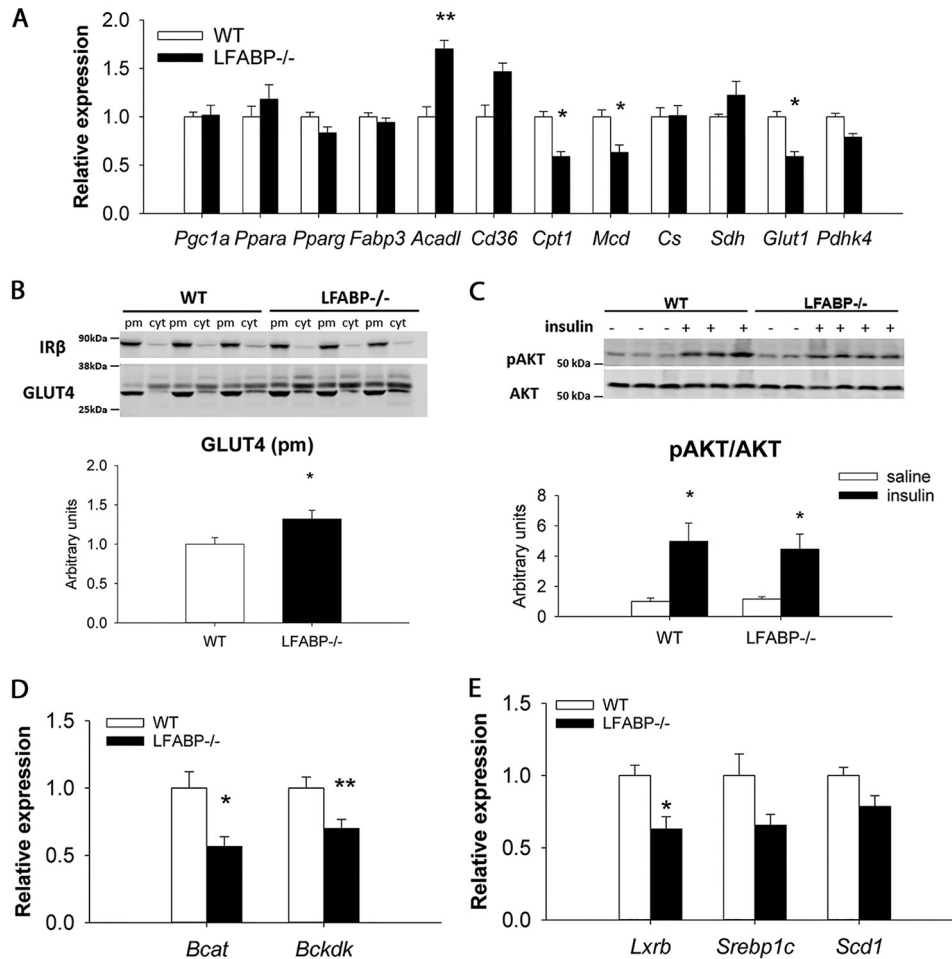 A
2.0
1.5
1.0
0.5
0.0
Relative expression
WT
LFABP-/-
**
*
*
*
Pgc1a Ppara Pparg Fabp3 Acadl Cd36 Cpt1 Mcd Cs Sdh Glut1 Pdhk4
B
WT LFABP-/-
pm cyt pm cyt pm cyt pm cyt pm cyt pm cyt
90kDa
IRβ
38kDa
GLUT4
25kDa
GLUT4 (pm)
2.0
1.5
1.0
0.5
0.0
Arbitrary units
*
WT LFABP-/-
C
WT LFABP-/-
insulin - - - + + + - - + + + +
pAKT
50 kDa
AKT
50 kDa
pAKT/AKT
saline
insulin
8
6
4
2
0
Arbitrary units
*
*
WT LFABP-/-
D
1.5
1.0
0.5
0.0
Relative expression
WT
LFABP-/-
*
**
Bcat Bckdk
E
1.5
1.0
0.5
0.0
Relative expression
WT
LFABP-/-
*
Lxrb Srebp1c Scd1